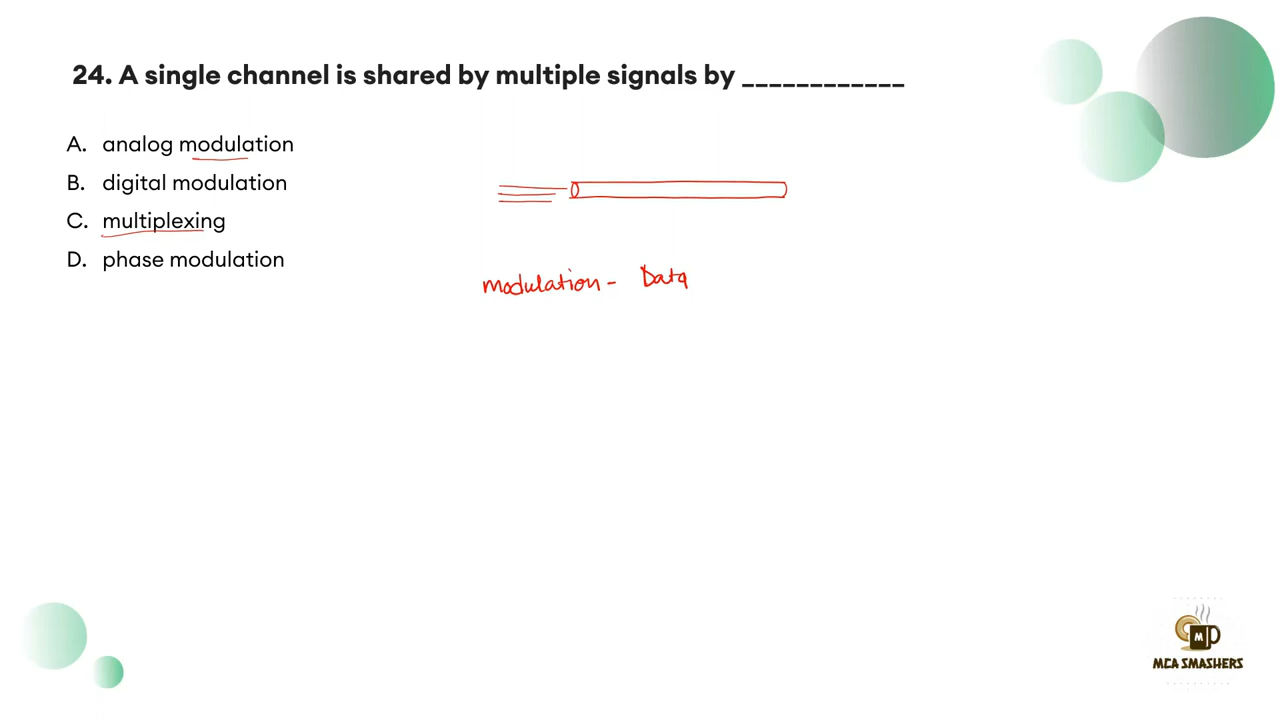 24. A single channel is shared by multiple signals by ____________
A. analog modulation
B. digital modulation
C. multiplexing
D. phase modulation
modulation - Data
M
MCA SMASHERS